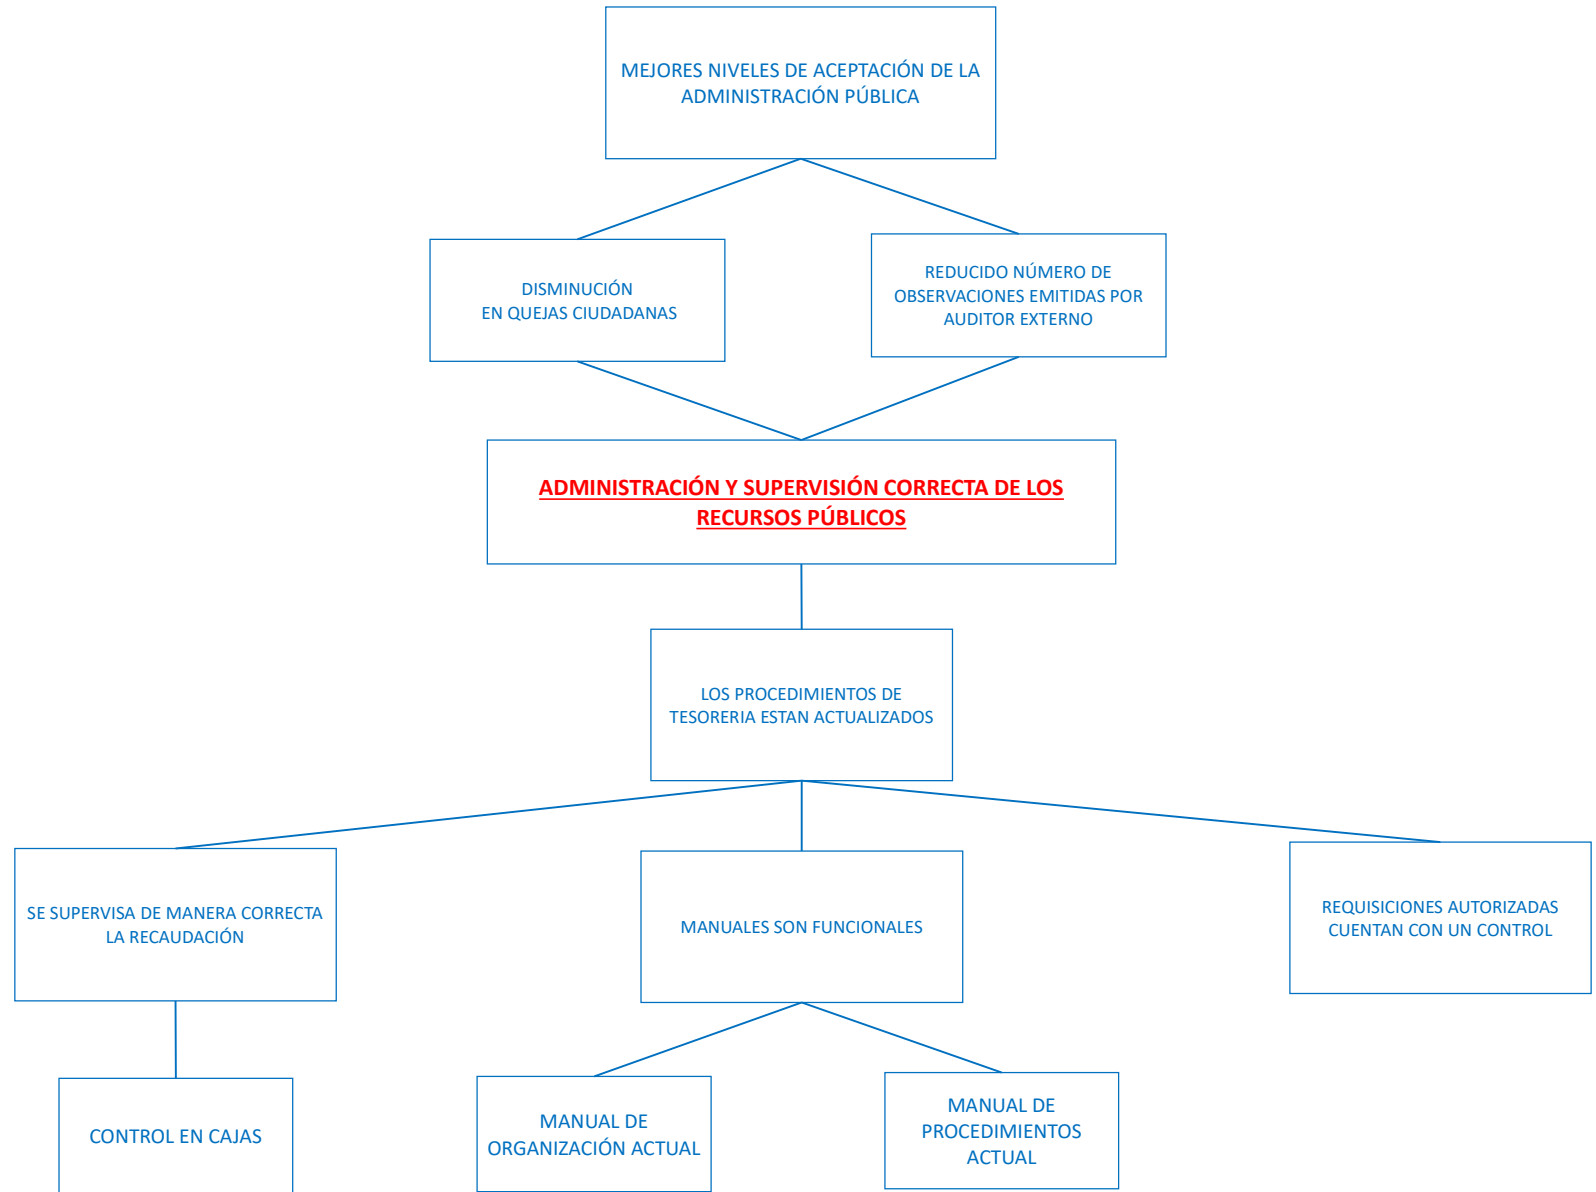 MEJORES NIVELES DE ACEPTACIÓN DE LA
ADMINISTRACIÓN PÚBLICA
DISMINUCIÓN
EN QUEJAS CIUDADANAS
REDUCIDO NÚMERO DE
OBSERVACIONES EMITIDAS POR
AUDITOR EXTERNO
ADMINISTRACIÓN Y SUPERVISIÓN CORRECTA DE LOS
RECURSOS PÚBLICOS
LOS PROCEDIMIENTOS DE
TESORERIA ESTAN ACTUALIZADOS
SE SUPERVISA DE MANERA CORRECTA
LA RECAUDACIÓN
MANUALES SON FUNCIONALES
REQUISICIONES AUTORIZADAS
CUENTAN CON UN CONTROL
CONTROL EN CAJAS
MANUAL DE
ORGANIZACIÓN ACTUAL
MANUAL DE
PROCEDIMIENTOS
ACTUAL